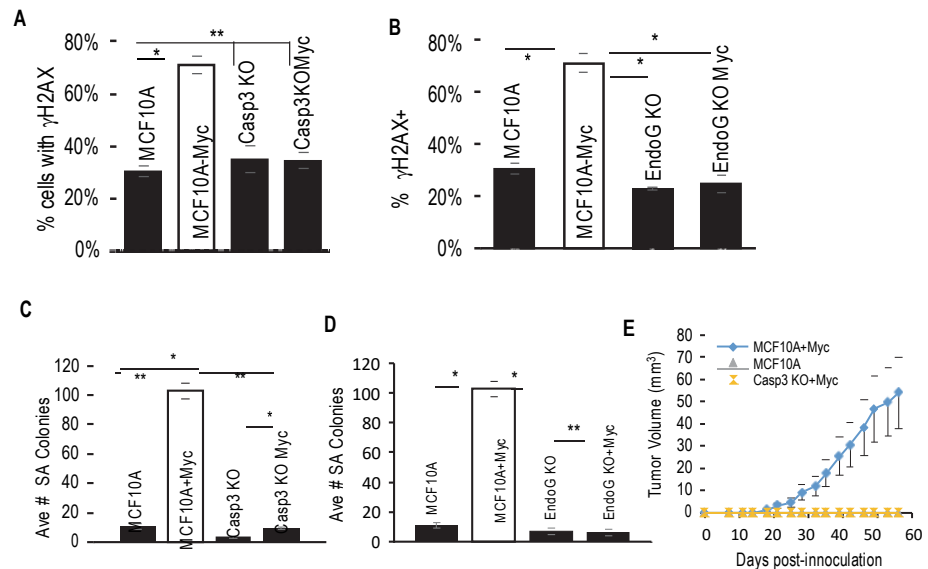 A
% cells with γH2AX
80%
60%
40%
20%
0%
*
**
MCF10A
MCF10A-Myc
Casp3 KO
Casp3KOMyc
B
% γH2AX+
80%
60%
40%
20%
0%
*
*
*
MCF10A
MCF10A-Myc
EndoG KO
EndoG KO Myc
C
Ave # SA Colonies
120
100
80
60
40
20
0
*
**
**
*
MCF10A
MCF10A+Myc
Casp3 KO
Casp3 KO Myc
D
Ave # SA Colonies
120
100
80
60
40
20
0
*
*
**
MCF10A
MCF10A+Myc
EndoG KO
EndoG KO+Myc
E
Tumor Volume (mm³)
80
70
60
50
40
30
20
10
0
MCF10A+Myc
MCF10A
Casp3 KO+Myc
0 10 20 30 40 50 60
Days post-innoculation